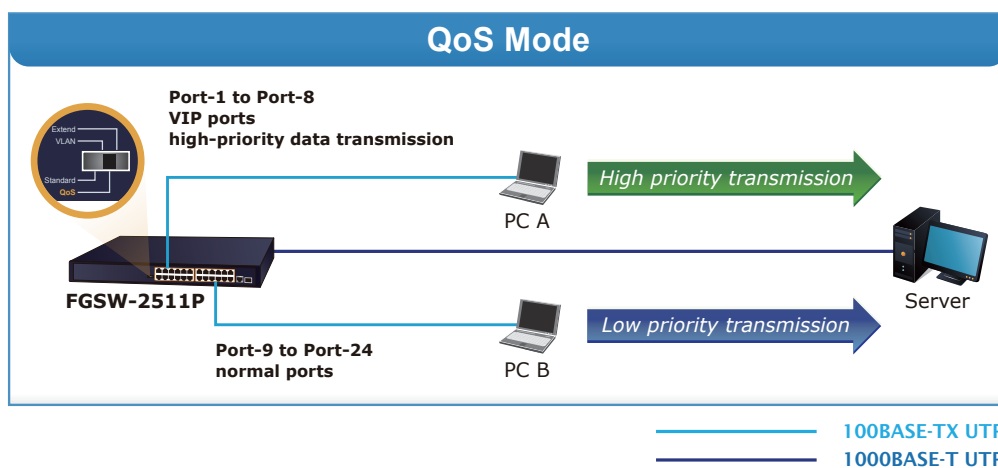 QoS Mode
Port-1 to Port-8
VIP ports
high-priority data transmission
Extend
VLAN
Standard
QoS
High priority transmission
PC A
FGSW-2511P
Server
Low priority transmission
Port-9 to Port-24
normal ports
PC B
100BASE-TX UTP
1000BASE-T UTP